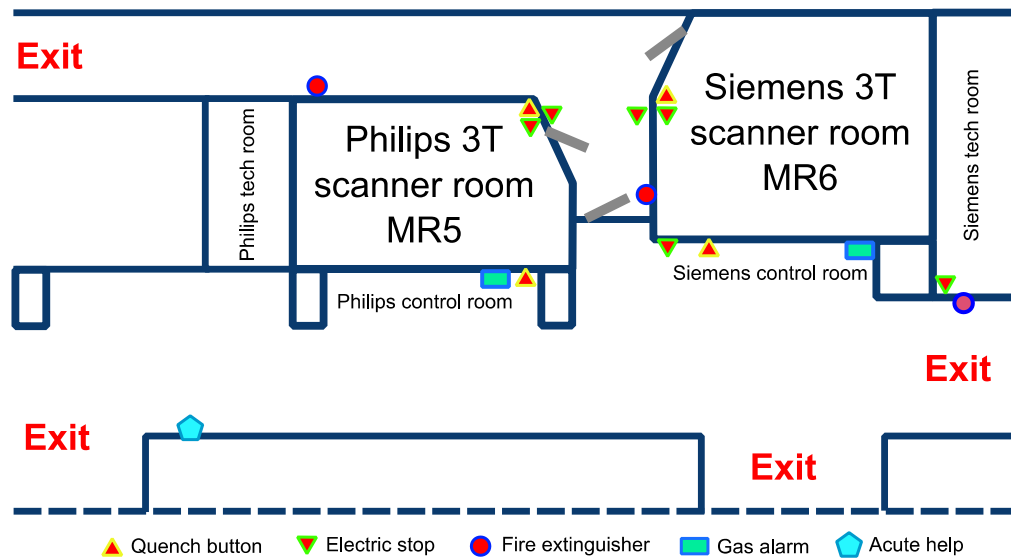 Exit
Philips tech room
Philips 3T
scanner room
MR5
Siemens 3T
scanner room
MR6
Siemens tech room
Philips control room
Siemens control room
Exit
Exit
Exit
Quench button
Electric stop
Fire extinguisher
Gas alarm
Acute help